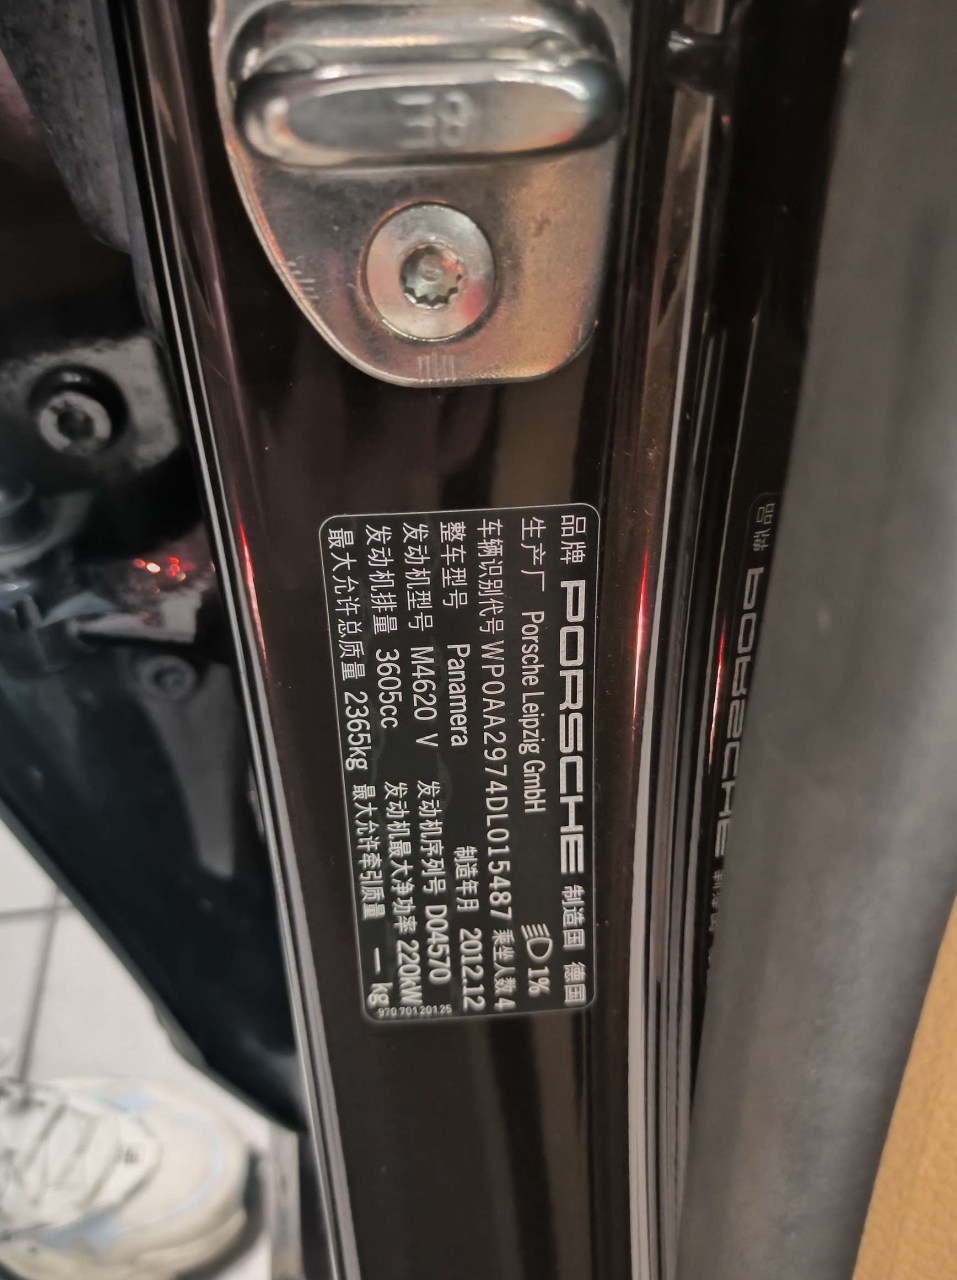 品牌 PORSCHE 制造国 德国
生产厂 Porsche Leipzig GmbH 1%
车辆识别代号 WP0AA2974DL015487 乘坐人数 4
整车型号 Panamera 制造年月 2012.12
发动机型号 M4620 V 发动机序列号 D04570
发动机排量 3605cc 发动机最大净功率 220kW
最大允许总质量 2365kg 最大允许牵引质量 — kg
970 701 201 25